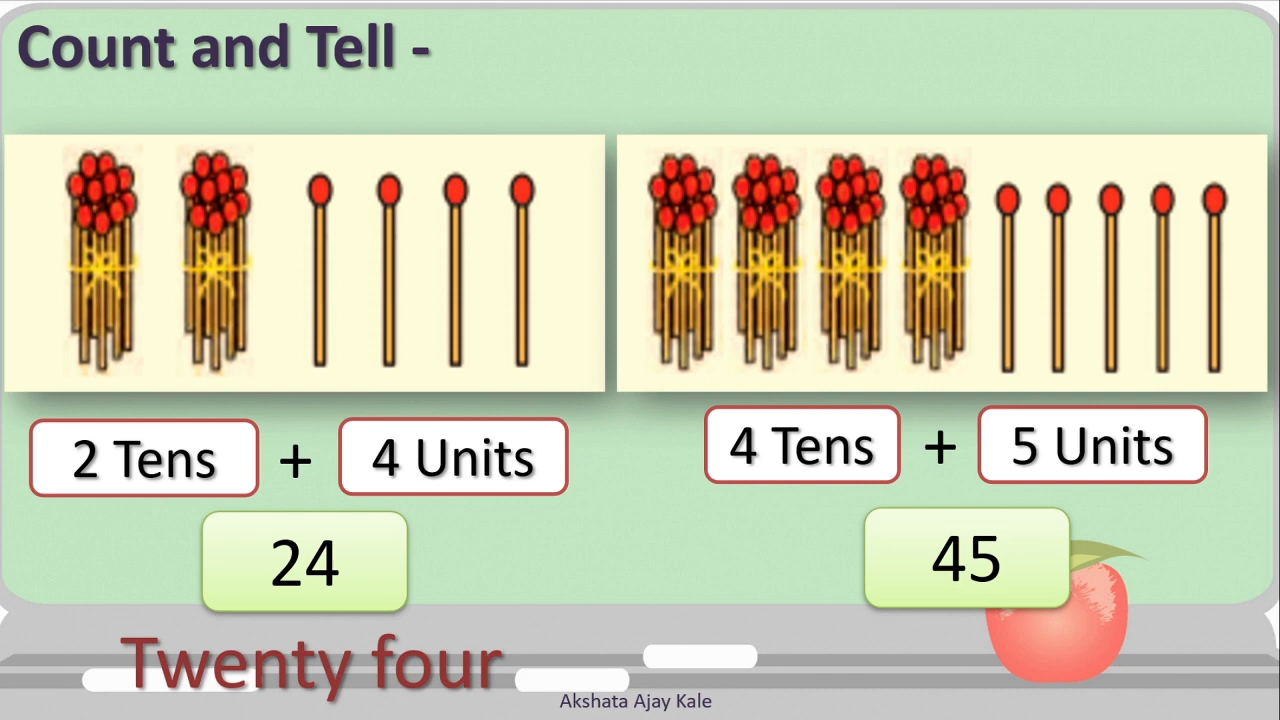 Count and Tell -
2 Tens + 4 Units
4 Tens + 5 Units
24
45
Twenty four
Akshata Ajay Kale